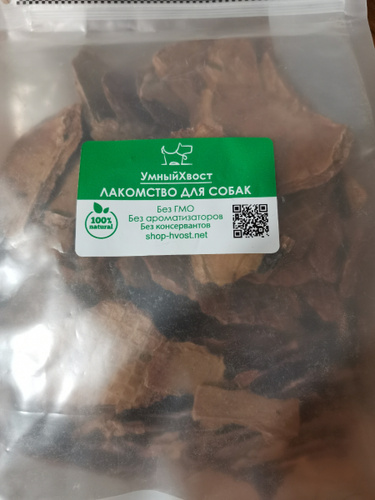 УмныйХвост
ЛАКОМСТВО ДЛЯ СОБАК
Без ГМО
Без ароматизаторов
Без консервантов
shop-hvost.net
100%
natural